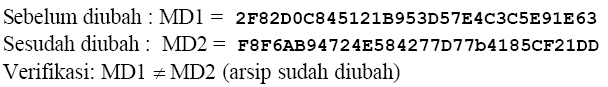 Sebelum diubah : MD1 = 2F82D0C845121B953D57E4C3C5E91E63
Sesudah diubah : MD2 = F8F6AB94724E584277D77b4185CF21DD
Verifikasi: MD1 ≠ MD2 (arsip sudah diubah)